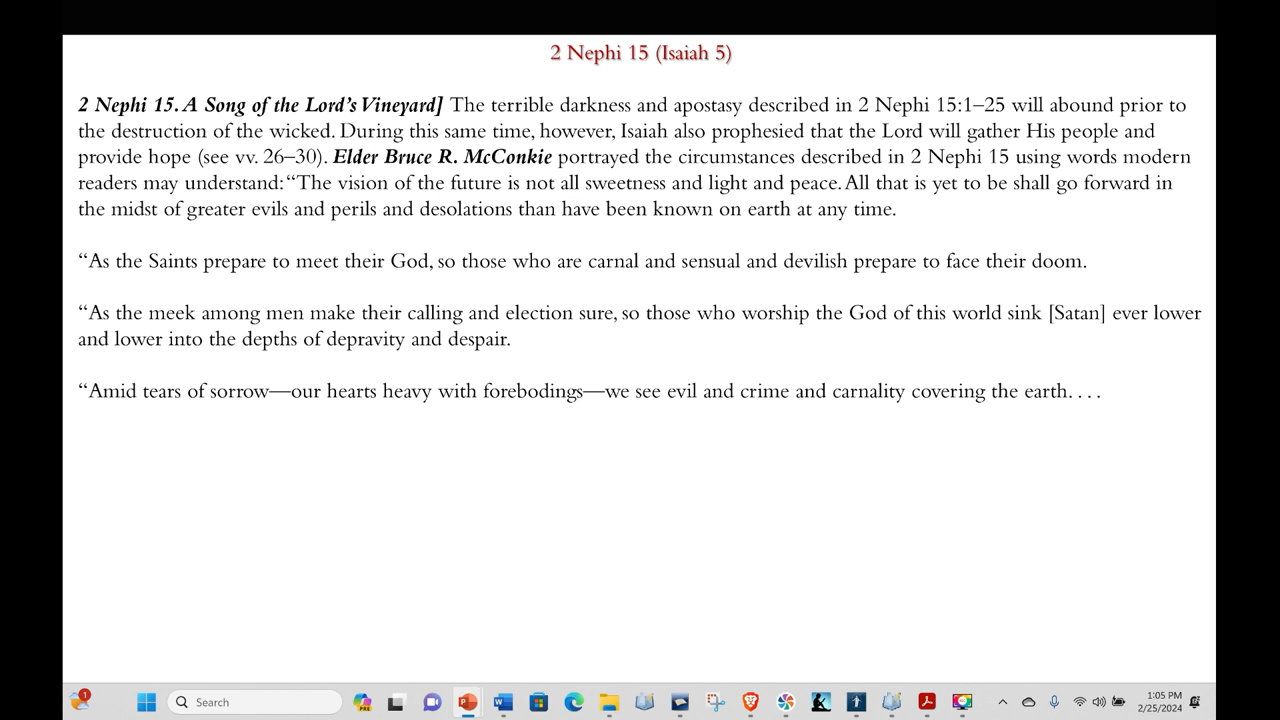 2 Nephi 15 (Isaiah 5)
2 Nephi 15. A Song of the Lord's Vineyard] The terrible darkness and apostasy described in 2 Nephi 15:1–25 will abound prior to
the destruction of the wicked. During this same time, however, Isaiah also prophesied that the Lord will gather His people and
provide hope (see vv. 26–30). Elder Bruce R. McConkie portrayed the circumstances described in 2 Nephi 15 using words modern
readers may understand: “The vision of the future is not all sweetness and light and peace. All that is yet to be shall go forward in
the midst of greater evils and perils and desolations than have been known on earth at any time.
“As the Saints prepare to meet their God, so those who are carnal and sensual and devilish prepare to face their doom.
“As the meek among men make their calling and election sure, so those who worship the God of this world sink [Satan] ever lower
and lower into the depths of depravity and despair.
“Amid tears of sorrow—our hearts heavy with forebodings—we see evil and crime and carnality covering the earth. . . .
1
Search
PRE
1:05 PM
2/25/2024